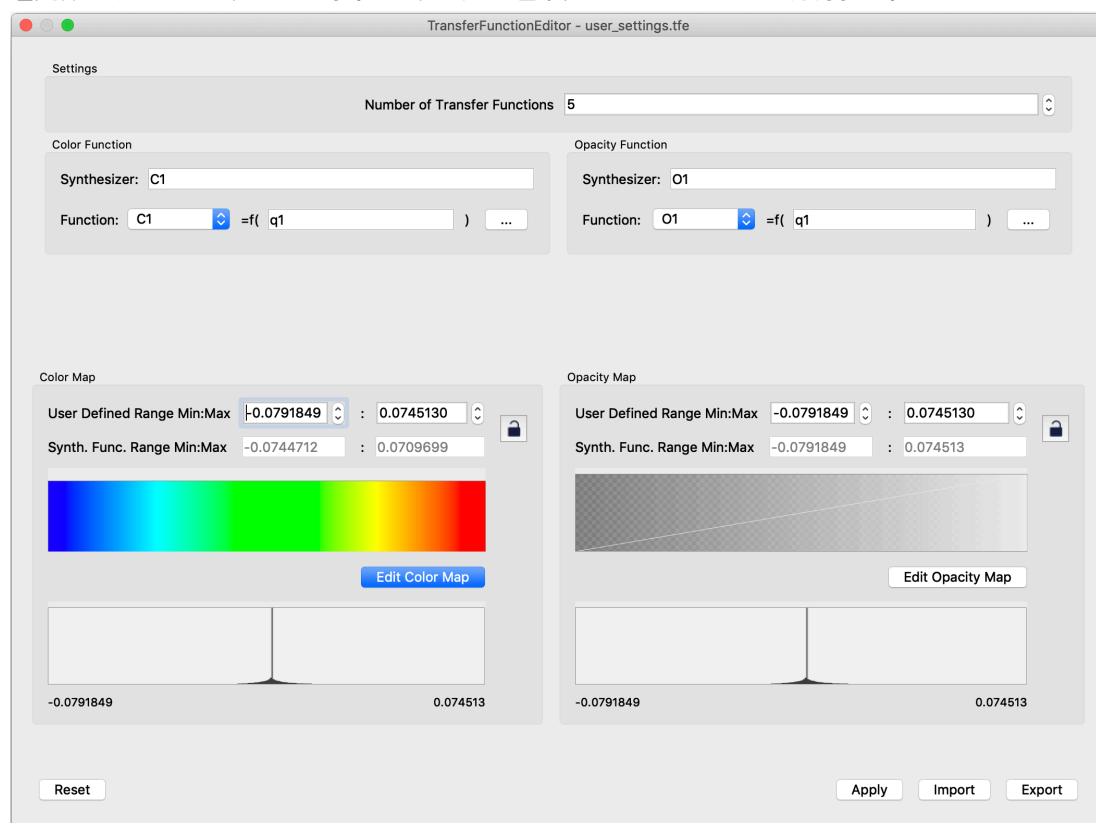 TransferFunctionEditor - user_settings.tfe
Settings
Number of Transfer Functions 5
Color Function
Synthesizer: C1
Function: C1 =f( q1 ) ...
Opacity Function
Synthesizer: O1
Function: O1 =f( q1 ) ...
Color Map
User Defined Range Min:Max -0.0791849 : 0.0745130
Synth. Func. Range Min:Max -0.0744712 : 0.0709699
Edit Color Map
-0.0791849 0.074513
Opacity Map
User Defined Range Min:Max -0.0791849 : 0.0745130
Synth. Func. Range Min:Max -0.0791849 : 0.074513
Edit Opacity Map
-0.0791849 0.074513
Reset Apply Import Export